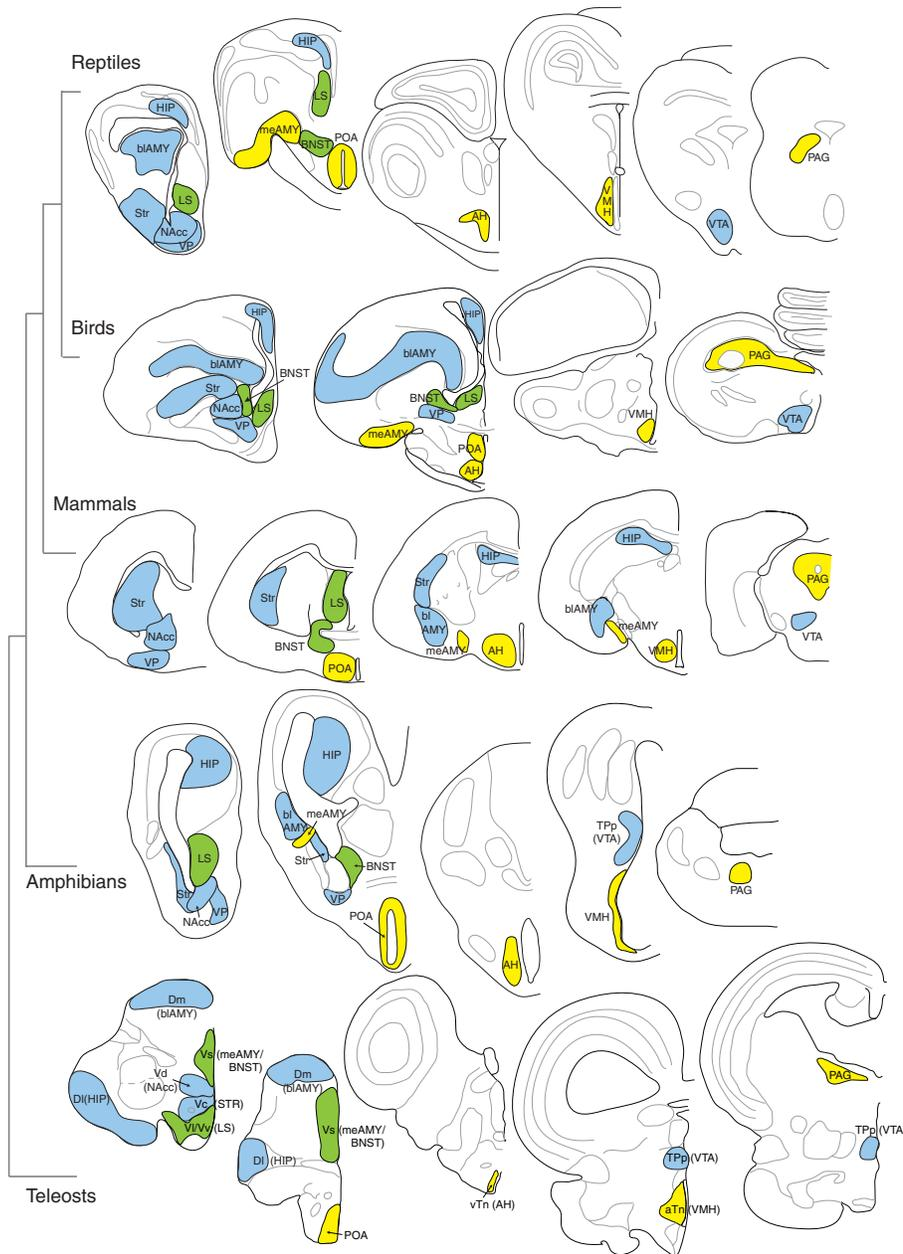 Reptiles
HIP
blAMY
LS
Str
NAcc
VP
HIP
LS
meAMY
BNST
POA
AH
V
M
H
VTA
PAG
Birds
HIP
blAMY
BNST
Str
NAcc
LS
VP
HIP
blAMY
BNST
LS
VP
meAMY
POA
AH
VMH
PAG
VTA
Mammals
Str
NAcc
VP
Str
LS
BNST
POA
HIP
Str
bl
AMY
meAMY
AH
HIP
blAMY
meAMY
VMH
PAG
VTA
Amphibians
HIP
LS
Str
NAcc
VP
HIP
bl
AMY
meAMY
Str
BNST
VP
POA
AH
TPp
(VTA)
VMH
PAG
Teleosts
Dm
(blAMY)
Vs (meAMY/
BNST)
Vd
(NAcc)
Dl(HIP)
Vc (STR)
Vl/Vv (LS)
Dm
(blAMY)
Vs (meAMY/
BNST)
Dl (HIP)
POA
vTn (AH)
TPp (VTA)
aTn (VMH)
PAG
TPp (VTA